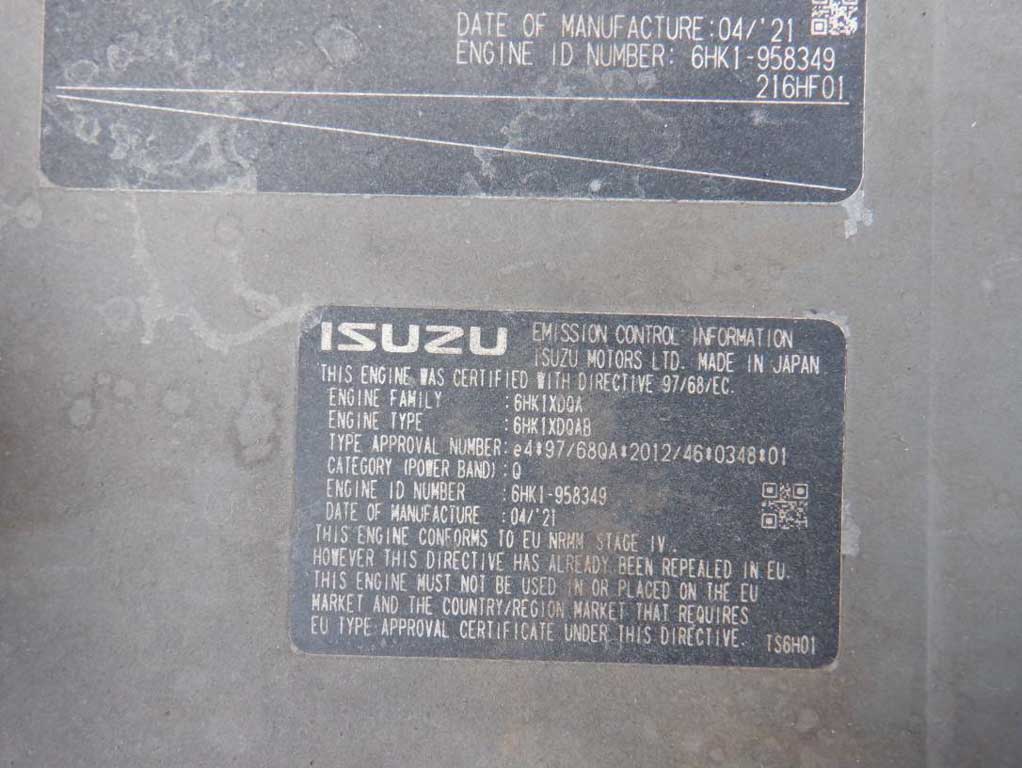 DATE OF MANUFACTURE:04/'21
ENGINE ID NUMBER: 6HK1-958349
216HF01
ISUZU EMISSION CONTROL INFORMATION
ISUZU MOTORS LTD. MADE IN JAPAN
THIS ENGINE WAS CERTIFIED WITH DIRECTIVE 97/68/EC.
ENGINE FAMILY :6HK1XDQA
ENGINE TYPE :6HK1XDQAB
TYPE APPROVAL NUMBER:e4*97/68QA*2012/46*0348*01
CATEGORY (POWER BAND):Q
ENGINE ID NUMBER :6HK1-958349
DATE OF MANUFACTURE :04/'21
THIS ENGINE CONFORMS TO EU NRMM STAGE IV.
HOWEVER THIS DIRECTIVE HAS ALREADY BEEN REPEALED IN EU.
THIS ENGINE MUST NOT BE USED IN OR PLACED ON THE EU
MARKET AND THE COUNTRY/REGION MARKET THAT REQUIRES
EU TYPE APPROVAL CERTIFICATE UNDER THIS DIRECTIVE. TS6H01